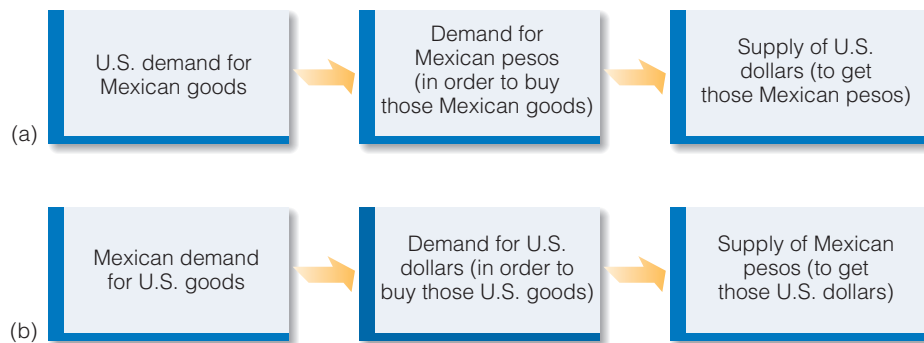 U.S. demand for
Mexican goods
Demand for
Mexican pesos
(in order to buy
those Mexican goods)
Supply of U.S.
dollars (to get
those Mexican pesos)
(a)
Mexican demand
for U.S. goods
Demand for U.S.
dollars (in order to
buy those U.S. goods)
Supply of Mexican
pesos (to get
those U.S. dollars)
(b)